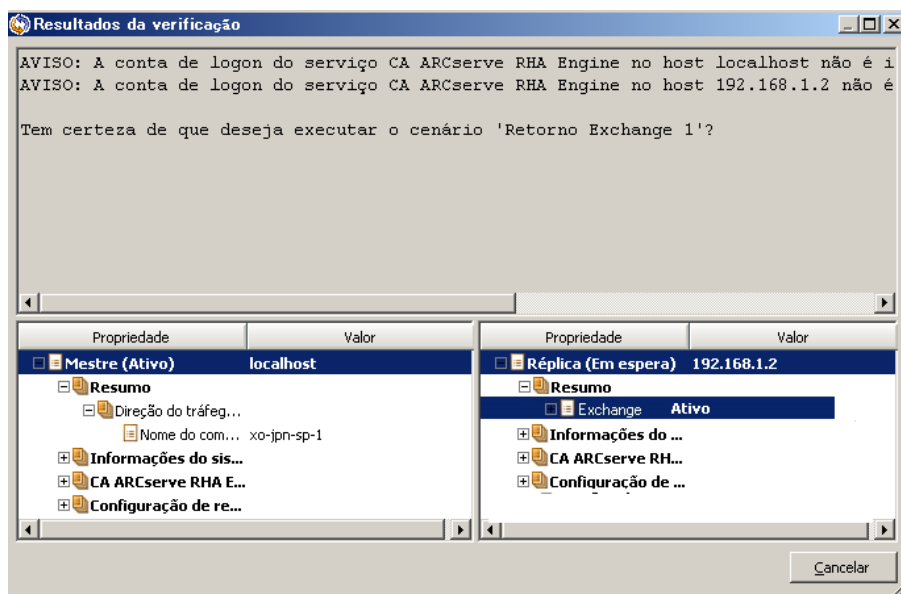 Resultados da verificação
AVISO: A conta de logon do serviço CA ARCserve RHA Engine no host localhost não é i
AVISO: A conta de logon do serviço CA ARCserve RHA Engine no host 192.168.1.2 não é
Tem certeza de que deseja executar o cenário 'Retorno Exchange 1'?
Propriedade Valor
Mestre (Ativo) localhost
Resumo
Direção do tráfeg...
Nome do com... xo-jpn-sp-1
Informações do sis...
CA ARCserve RHA E...
Configuração de re...
Propriedade Valor
Réplica (Em espera) 192.168.1.2
Resumo
Exchange Ativo
Informações do ...
CA ARCserve RH...
Configuração de ...
Cancelar